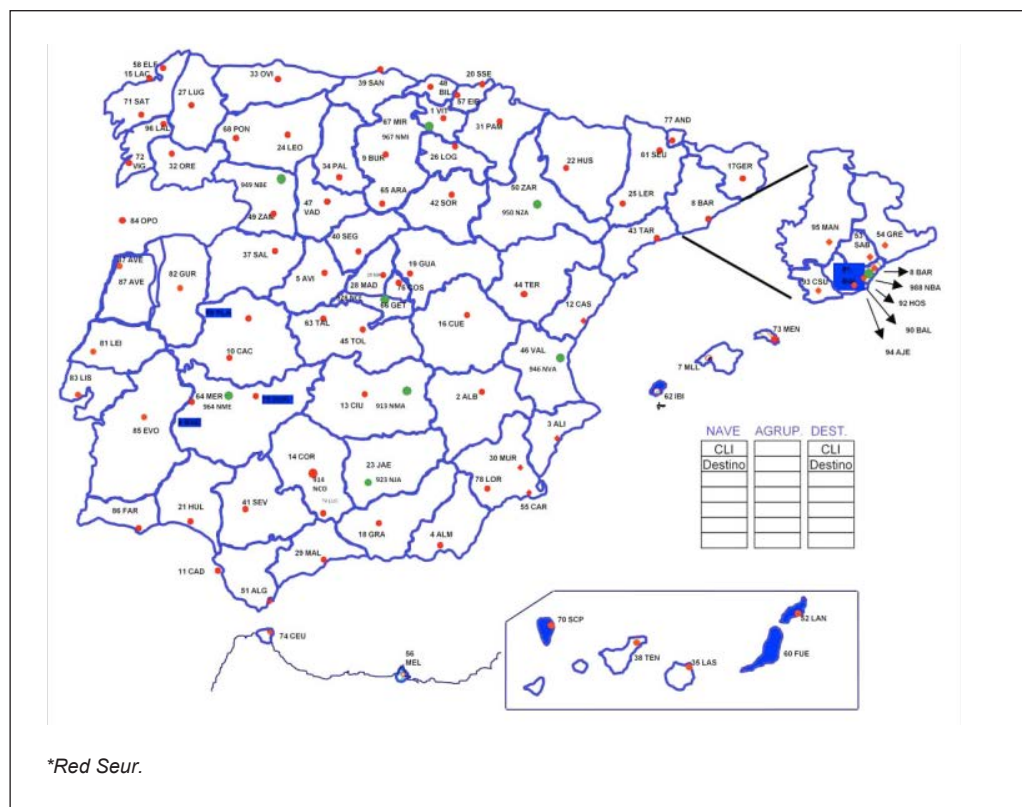 58 ELF
15 LAC
33 OVI
39 SAN
48 BIL
20 SSE
57 EIB
27 LUG
71 SAT
96 LAL
68 PON
24 LEO
67 MIR
967 NMI
1 VIT
31 PAM
77 AND
61 SEU
17GER
72 VIG
32 ORE
34 PAL
9 BUR
26 LOG
22 HUS
949 NBE
49 ZAM
47 VAD
65 ARA
42 SOR
50 ZAR
950 NZA
25 LER
8 BAR
43 TAR
84 OPO
87 AVE
82 GUR
37 SAL
40 SEG
5 AVI
28 MAD
19 GUA
76 COS
66 GET
44 TER
12 CAS
95 MAN
53 SAB
54 GRE
93 CSU
8 BAR
988 NBA
92 HOS
90 BAL
94 AJE
63 TAL
45 TOL
16 CUE
10 CAC
81 LEI
83 LIS
46 VAL
946 NVA
73 MEN
7 MLL
62 IBI
64 MER
964 NME
13 CIU
913 NMA
2 ALB
85 EVO
3 ALI
NAVE AGRUP. DEST.
CLI CLI
Destino Destino
14 COR
914 NCO
23 JAE
923 NJA
30 MUR
78 LOR
55 CAR
86 FAR
21 HUL
41 SEV
18 GRA
4 ALM
29 MAL
11 CAD
51 ALG
74 CEU
56 MEL
70 SCP
38 TEN
35 LAS
52 LAN
60 FUE
*Red Seur.